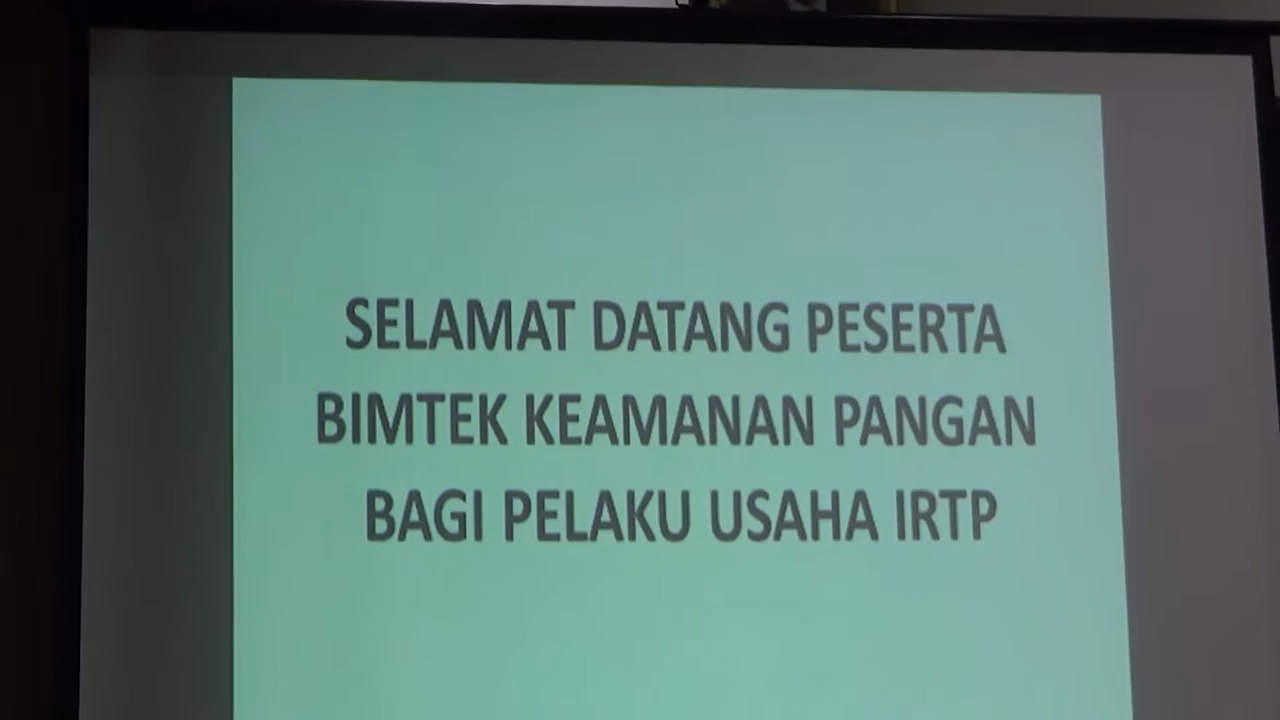 SELAMAT DATANG PESERTA
BIMTEK KEAMANAN PANGAN
BAGI PELAKU USAHA IRTP